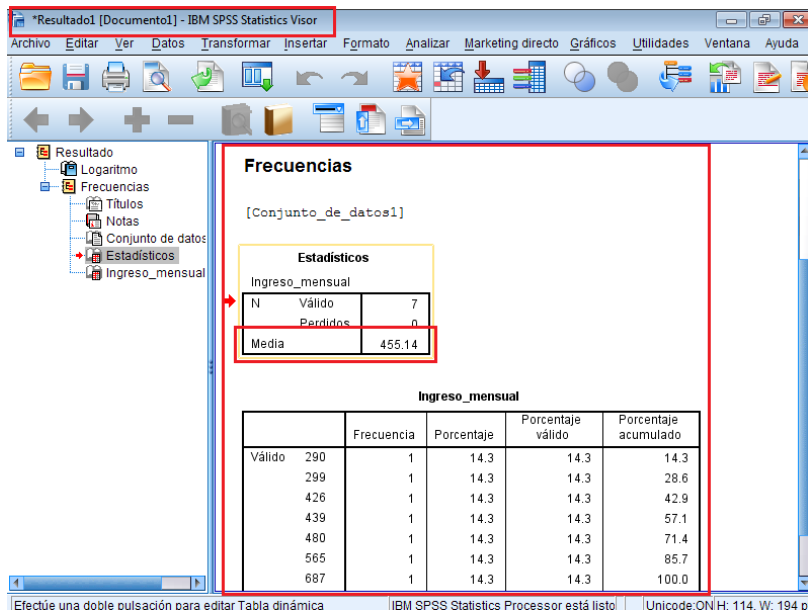 *Resultado1 [Documento1] - IBM SPSS Statistics Visor
Archivo Editar Ver Datos Transformar Insertar Formato Analizar Marketing directo Gráficos Utilidades Ventana Ayuda
Resultado
Logaritmo
Frecuencias
Títulos
Notas
Conjunto de datos
Estadísticos
Ingreso_mensual
Frecuencias
[Conjunto_de_datos1]
Estadísticos
Ingreso_mensual
N Válido 7
Perdidos 0
Media 455.14
Ingreso_mensual
Frecuencia Porcentaje Porcentaje válido Porcentaje acumulado
Válido 290 1 14.3 14.3 14.3
299 1 14.3 14.3 28.6
426 1 14.3 14.3 42.9
439 1 14.3 14.3 57.1
480 1 14.3 14.3 71.4
565 1 14.3 14.3 85.7
687 1 14.3 14.3 100.0
Efectúe una doble pulsación para editar Tabla dinámica IBM SPSS Statistics Processor está listo Unicode:ON H: 114, W: 194 p